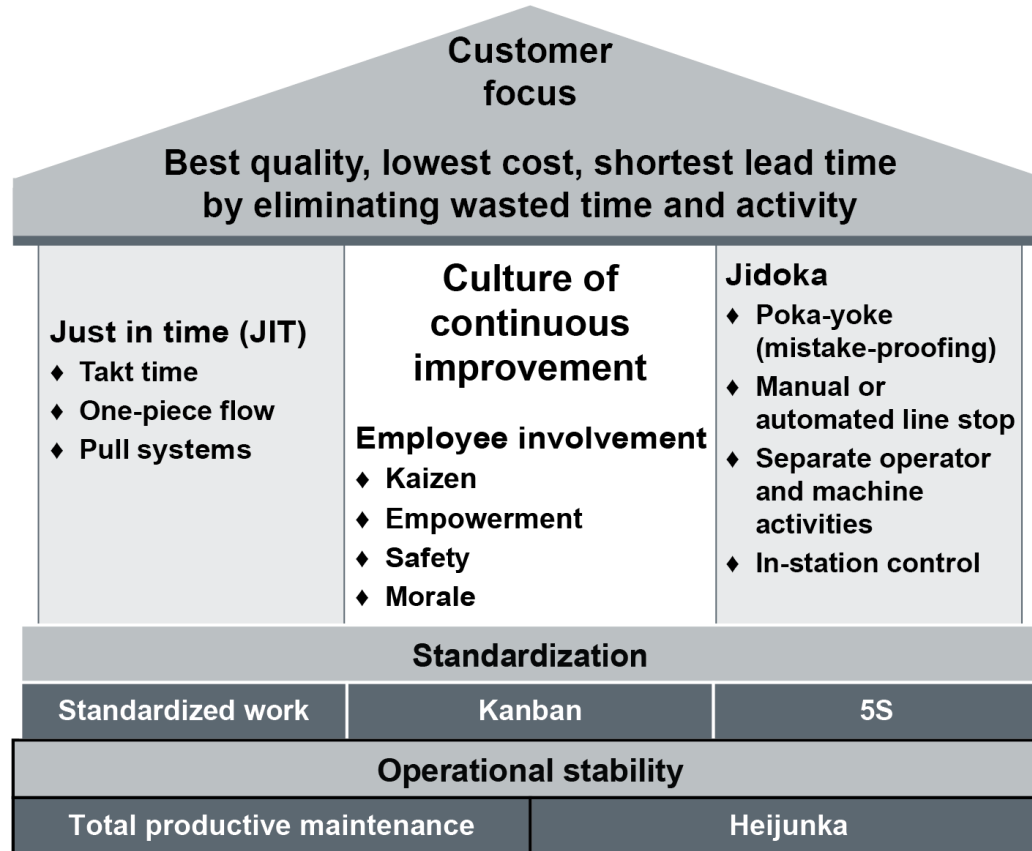 Customer
focus
Best quality, lowest cost, shortest lead time
by eliminating wasted time and activity
Just in time (JIT)
♦ Takt time
♦ One-piece flow
♦ Pull systems
Culture of
continuous
improvement
Employee involvement
♦ Kaizen
♦ Empowerment
♦ Safety
♦ Morale
Jidoka
♦ Poka-yoke
(mistake-proofing)
♦ Manual or
automated line stop
♦ Separate operator
and machine
activities
♦ In-station control
Standardization
Standardized work
Kanban
5S
Operational stability
Total productive maintenance
Heijunka